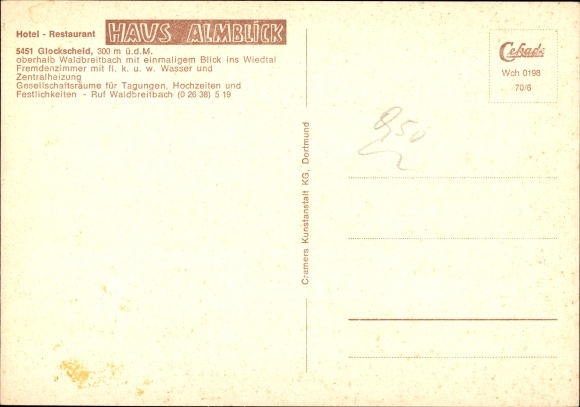 Hotel - Restaurant HAUS ALMBLICK
5451 Glockscheid, 300 m ü.d.M.
oberhalb Waldbreitbach mit einmaligem Blick ins Wiedtal
Fremdenzimmer mit fl. k. u. w. Wasser und
Zentralheizung
Gesellschaftsräume für Tagungen, Hochzeiten und
Festlichkeiten - Ruf Waldbreitbach (0 26 38) 5 19
Cekade
Wch 0198
70/6
Cramers Kunstanstalt KG, Dortmund